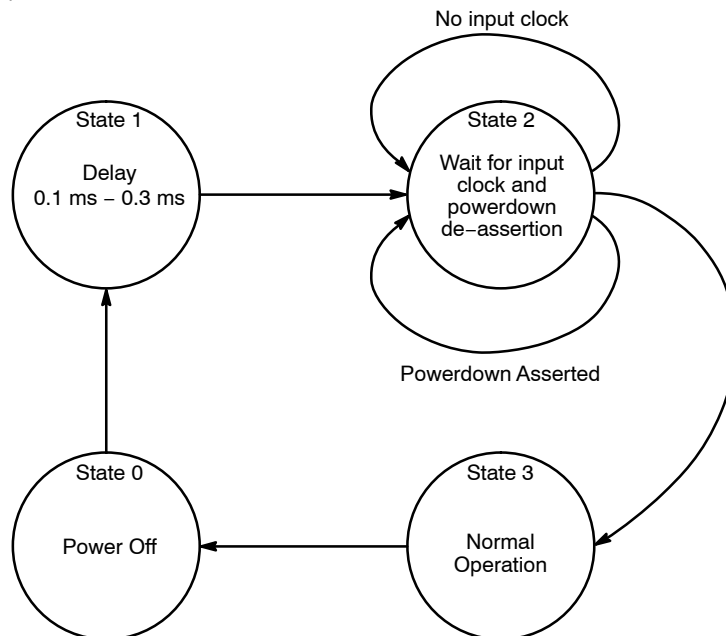 No input clock
State 1
Delay
0.1 ms − 0.3 ms
State 2
Wait for input
clock and
powerdown
de−assertion
Powerdown Asserted
State 0
Power Off
State 3
Normal
Operation